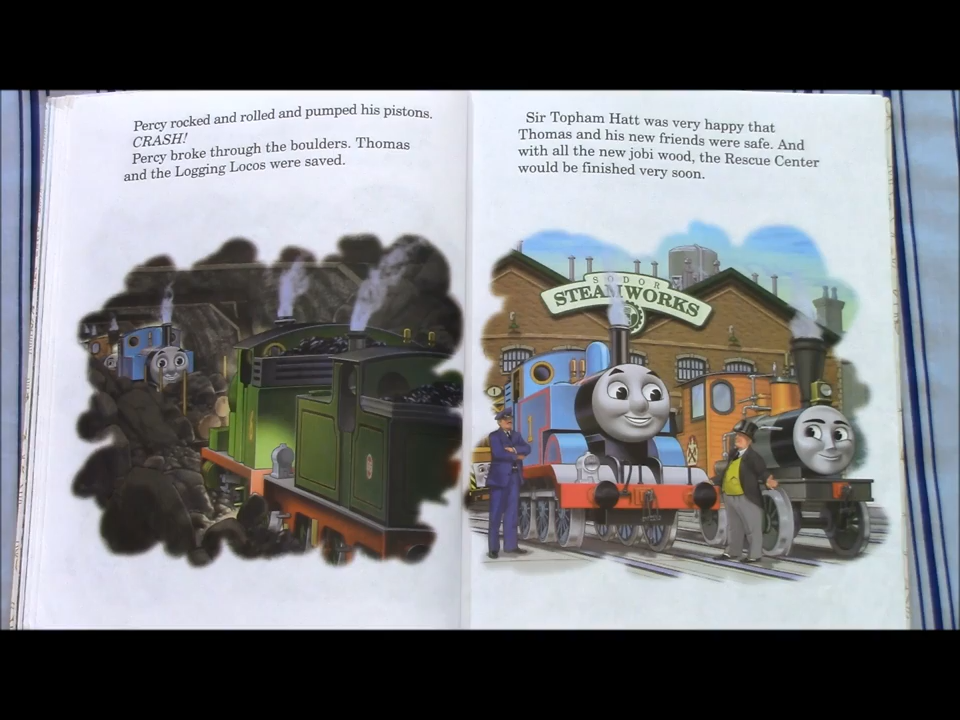 Percy rocked and rolled and pumped his pistons.
CRASH!
Percy broke through the boulders. Thomas
and the Logging Locos were saved.
Sir Topham Hatt was very happy that
Thomas and his new friends were safe. And
with all the new jobi wood, the Rescue Center
would be finished very soon.
SODOR
STEAMWORKS
1